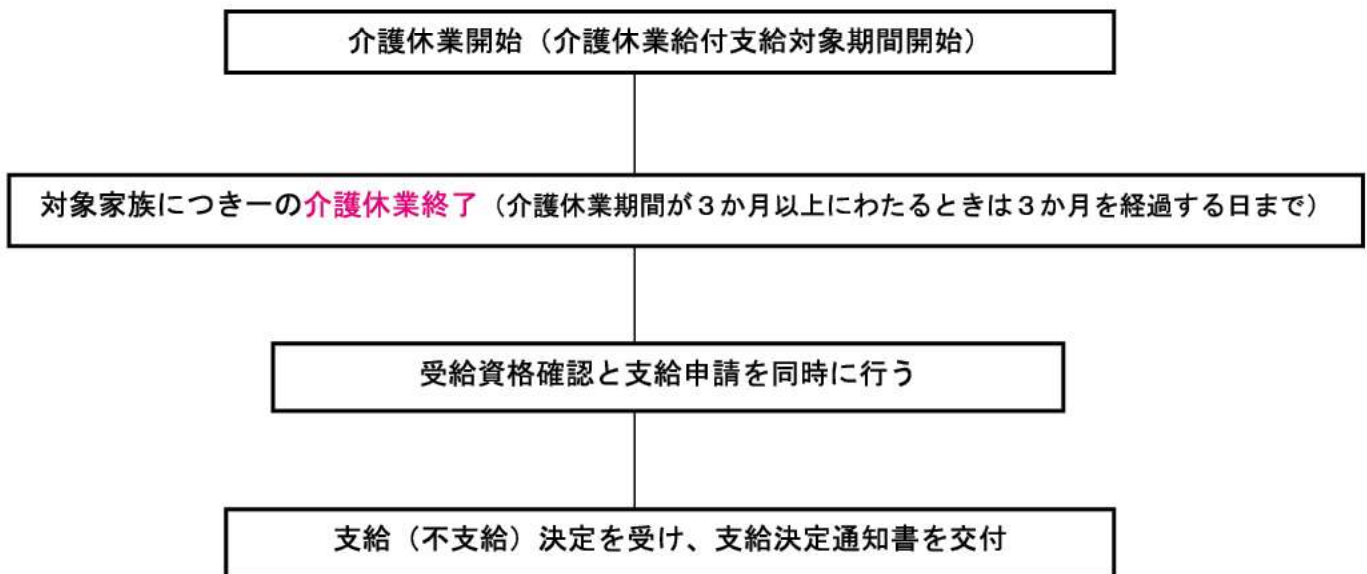 介護休業開始（介護休業給付支給対象期間開始）
対象家族につき一の介護休業終了（介護休業期間が３か月以上にわたるときは３か月を経過する日まで）
受給資格確認と支給申請を同時に行う
支給（不支給）決定を受け、支給決定通知書を交付